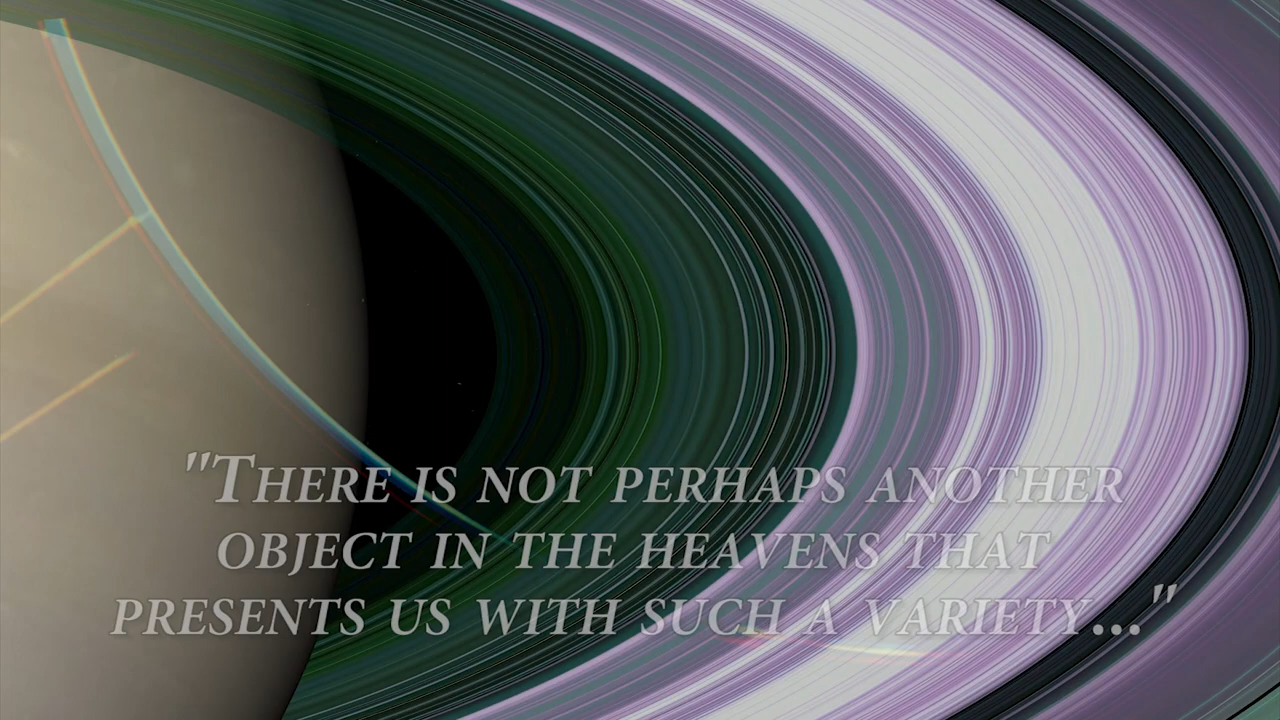 "THERE IS NOT PERHAPS ANOTHER
OBJECT IN THE HEAVENS THAT
PRESENTS US WITH SUCH A VARIETY..."